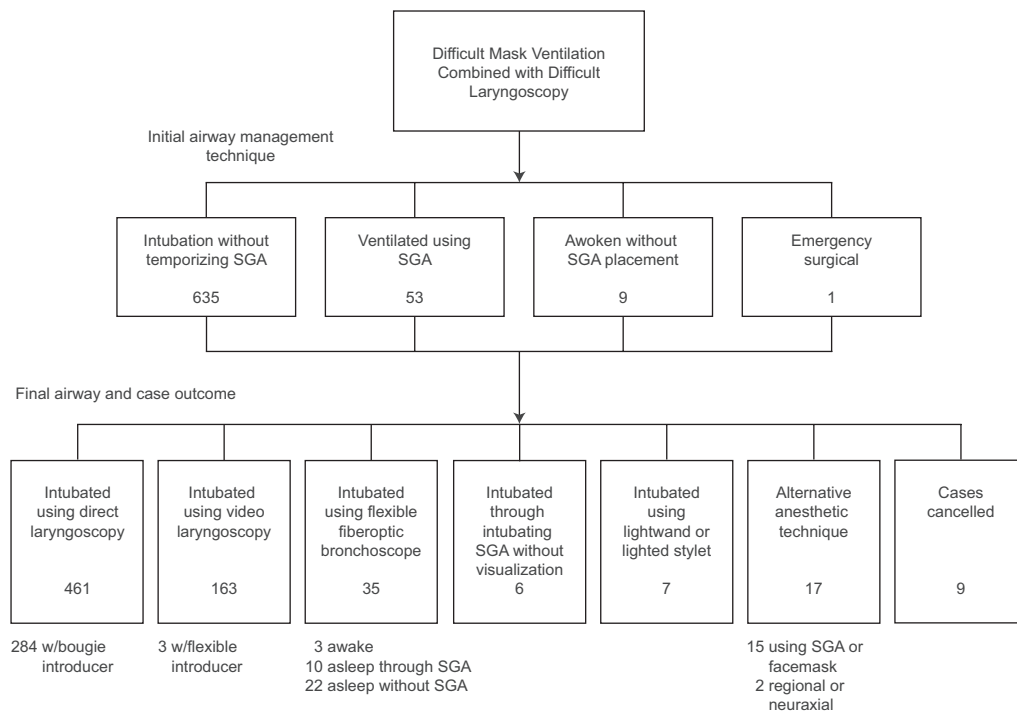 Difficult Mask Ventilation
Combined with Difficult
Laryngoscopy
Initial airway management
technique
Intubation without
temporizing SGA
635
Ventilated using
SGA
53
Awoken without
SGA placement
9
Emergency
surgical
1
Final airway and case outcome
Intubated
using direct
laryngoscopy
461
284 w/bougie
introducer
Intubated
using video
laryngoscopy
163
3 w/flexible
introducer
Intubated
using flexible
fiberoptic
bronchoscope
35
3 awake
10 asleep through SGA
22 asleep without SGA
Intubated
through
intubating
SGA without
visualization
6
Intubated
using
lightwand or
lighted stylet
7
Alternative
anesthetic
technique
17
15 using SGA or
facemask
2 regional or
neuraxial
Cases
cancelled
9